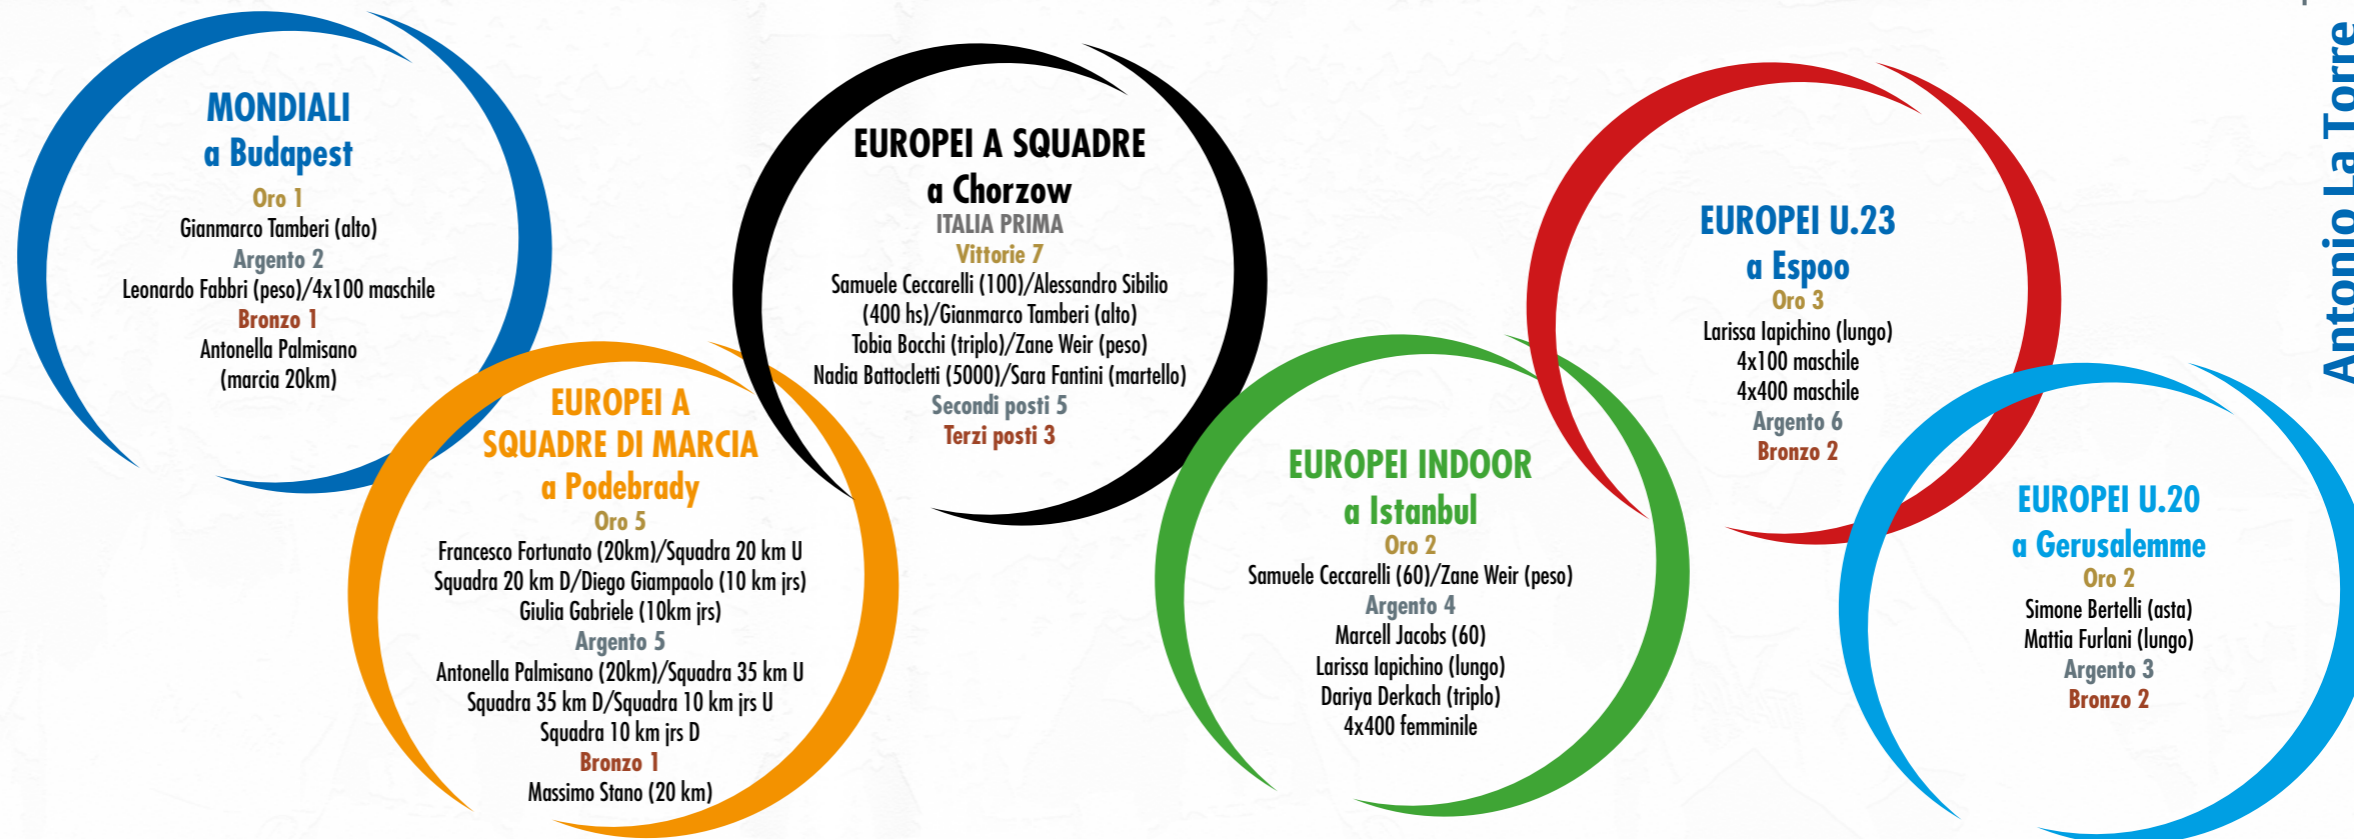 MONDIALI
a Budapest
Oro 1
Gianmarco Tamberi (alto)
Argento 2
Leonardo Fabbri (peso)/4x100 maschile
Bronzo 1
Antonella Palmisano
(marcia 20km)
EUROPEI A
SQUADRE DI MARCIA
a Podebrady
Oro 5
Francesco Fortunato (20km)/Squadra 20 km U
Squadra 20 km D/Diego Giampaolo (10 km jrs)
Giulia Gabriele (10km jrs)
Argento 5
Antonella Palmisano (20km)/Squadra 35 km U
Squadra 35 km D/Squadra 10 km jrs U
Squadra 10 km jrs D
Bronzo 1
Massimo Stano (20 km)
EUROPEI A SQUADRE
a Chorzow
ITALIA PRIMA
Vittorie 7
Samuele Ceccarelli (100)/Alessandro Sibilio
(400 hs)/Gianmarco Tamberi (alto)
Tobia Bocchi (triplo)/Zane Weir (peso)
Nadia Battocletti (5000)/Sara Fantini (martello)
Secondi posti 5
Terzi posti 3
EUROPEI INDOOR
a Istanbul
Oro 2
Samuele Ceccarelli (60)/Zane Weir (peso)
Argento 4
Marcell Jacobs (60)
Larissa Iapichino (lungo)
Dariya Derkach (triplo)
4x400 femminile
EUROPEI U.23
a Espoo
Oro 3
Larissa Iapichino (lungo)
4x100 maschile
4x400 maschile
Argento 6
Bronzo 2
EUROPEI U.20
a Gerusalemme
Oro 2
Simone Bertelli (asta)
Mattia Furlani (lungo)
Argento 3
Bronzo 2
Antonio La Torre